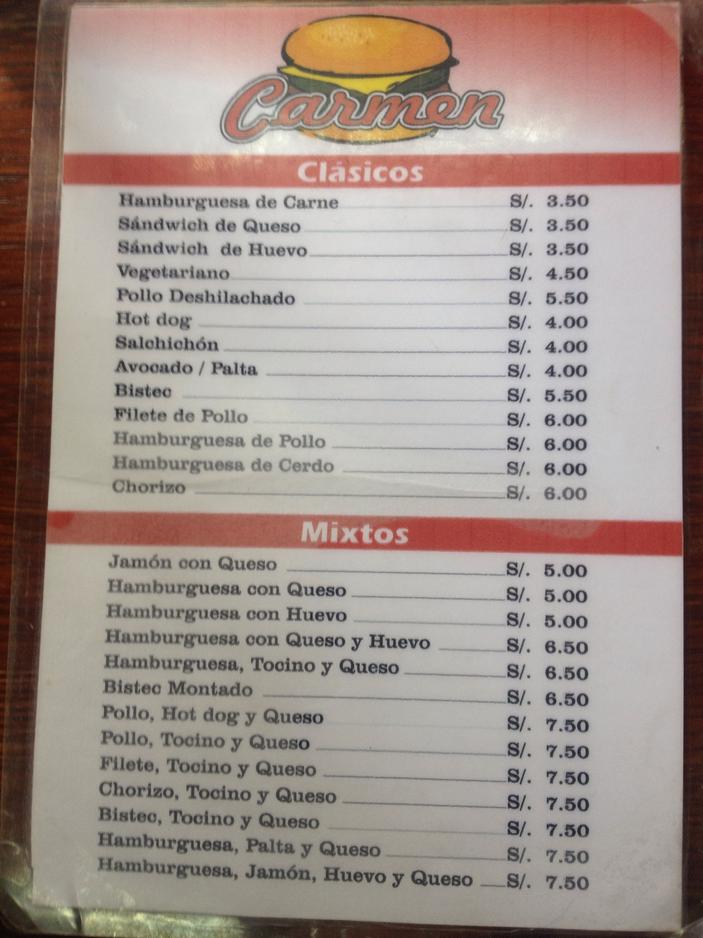 Carmen
Clásicos
Hamburguesa de Carne S/. 3.50
Sándwich de Queso S/. 3.50
Sándwich de Huevo S/. 3.50
Vegetariano S/. 4.50
Pollo Deshilachado S/. 5.50
Hot dog S/. 4.00
Salchichón S/. 4.00
Avocado / Palta S/. 4.00
Bistec S/. 5.50
Filete de Pollo S/. 6.00
Hamburguesa de Pollo S/. 6.00
Hamburguesa de Cerdo S/. 6.00
Chorizo S/. 6.00
Mixtos
Jamón con Queso S/. 5.00
Hamburguesa con Queso S/. 5.00
Hamburguesa con Huevo S/. 5.00
Hamburguesa con Queso y Huevo S/. 6.50
Hamburguesa, Tocino y Queso S/. 6.50
Bistec Montado S/. 6.50
Pollo, Hot dog y Queso S/. 7.50
Pollo, Tocino y Queso S/. 7.50
Filete, Tocino y Queso S/. 7.50
Chorizo, Tocino y Queso S/. 7.50
Bistec, Tocino y Queso S/. 7.50
Hamburguesa, Palta y Queso S/. 7.50
Hamburguesa, Jamón, Huevo y Queso S/. 7.50